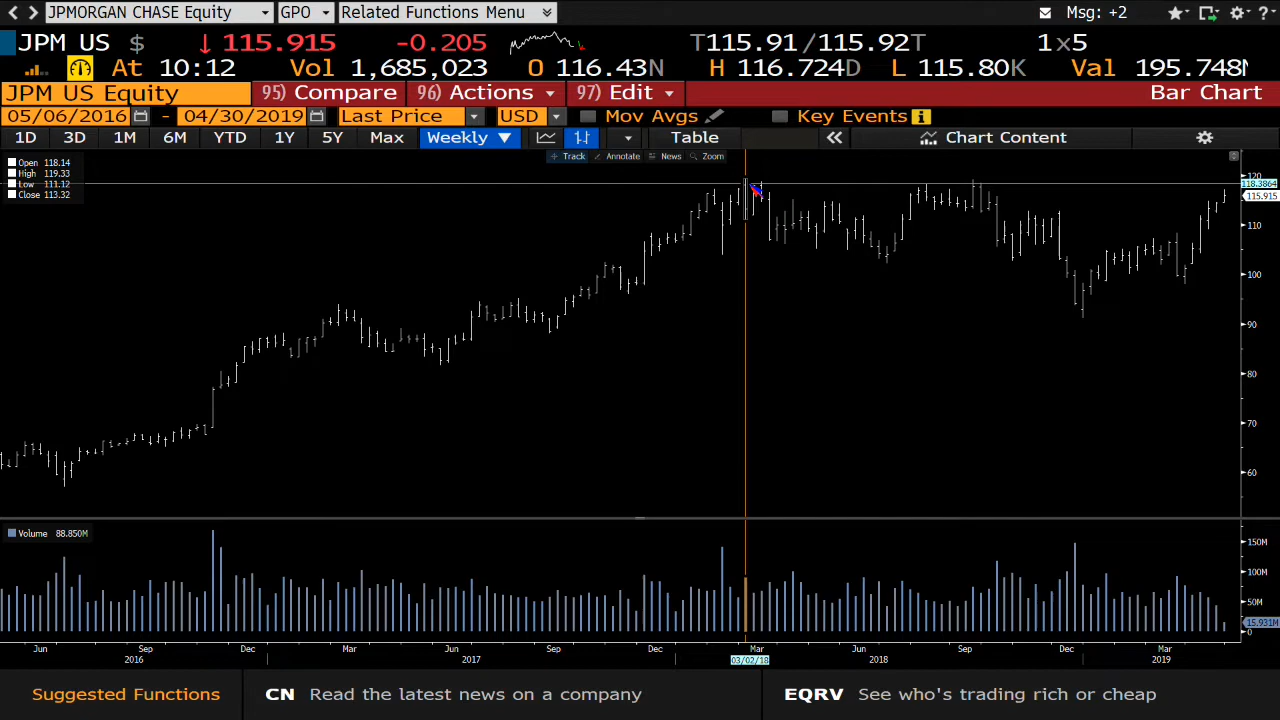 JPMORGAN CHASE Equity GPO Related Functions Menu Msg: +2 ?
JPM US $ ↓ 115.915 -0.205 T115.91/115.92T 1x5
At 10:12 Vol 1,685,023 O 116.43N H 116.724D L 115.80K Val 195.748M
JPM US Equity 95) Compare 96) Actions 97) Edit Bar Chart
05/06/2016 - 04/30/2019 Last Price USD Mov Avgs Key Events i
1D 3D 1M 6M YTD 1Y 5Y Max Weekly ▼ Table « Chart Content
+ Track Annotate News Zoom
Open 118.14
High 119.33
Low 111.12
Close 113.32
120
118.3864
115.915
110
100
90
80
70
60
Volume 88.850M
150M
100M
50M
15.931M
0
Jun Sep Dec Mar Jun Sep Dec Mar Jun Sep Dec Mar
2016 2017 03/02/18 2018 2019
Suggested Functions CN Read the latest news on a company EQRV See who's trading rich or cheap